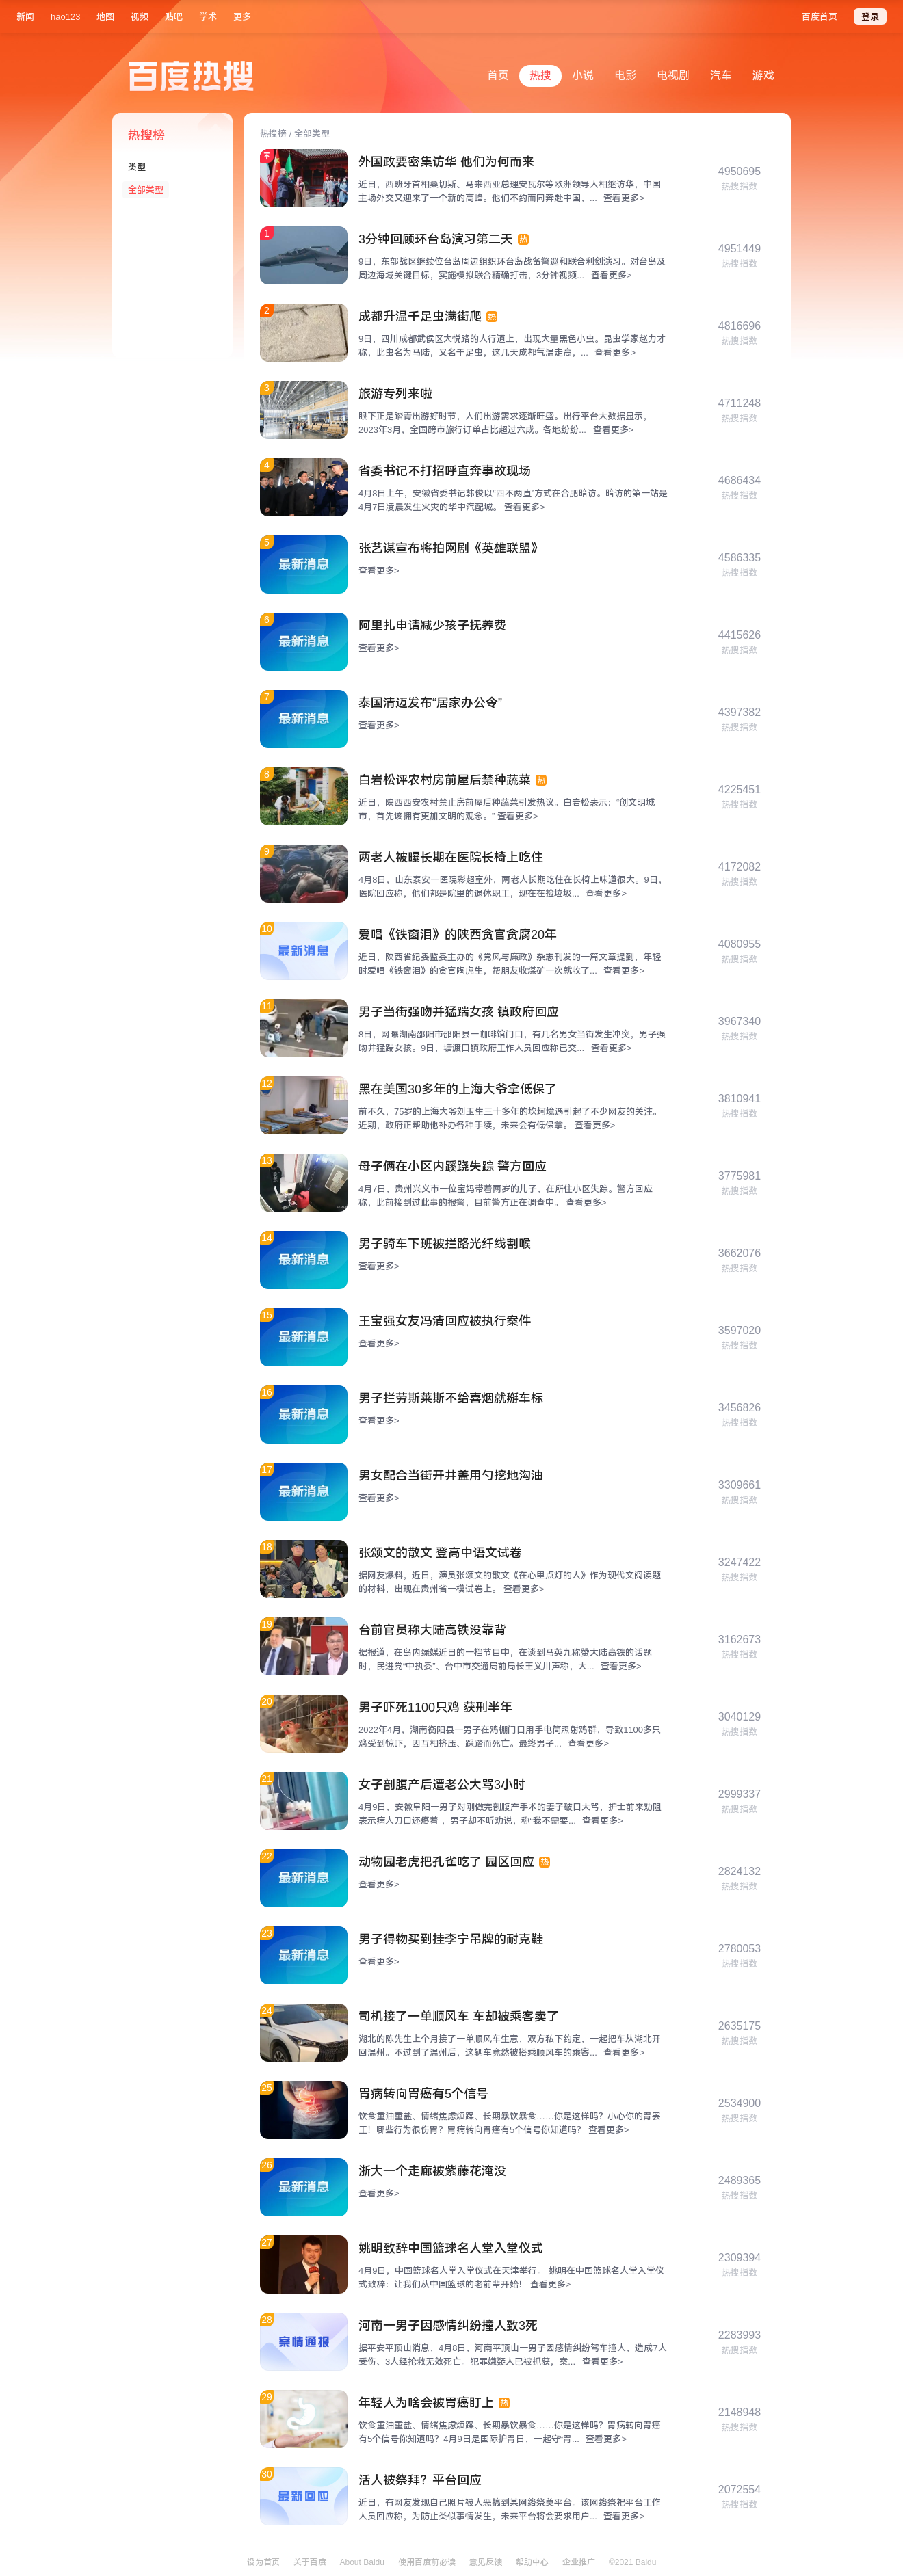 新闻 hao123 地图 视频 贴吧 学术 更多 百度首页 登录
百度热搜
首页 热搜 小说 电影 电视剧 汽车 游戏
热搜榜
类型
全部类型
热搜榜 / 全部类型
外国政要密集访华 他们为何而来
近日，西班牙首相桑切斯、马来西亚总理安瓦尔等欧洲领导人相继访华，中国
主场外交又迎来了一个新的高峰。他们不约而同奔赴中国，... 查看更多>
4950695
热搜指数
1
3分钟回顾环台岛演习第二天 热
9日，东部战区继续位台岛周边组织环台岛战备警巡和联合利剑演习。对台岛及
周边海域关键目标，实施模拟联合精确打击，3分钟视频... 查看更多>
4951449
热搜指数
2
成都升温千足虫满街爬 热
9日，四川成都武侯区大悦路的人行道上，出现大量黑色小虫。昆虫学家赵力才
称，此虫名为马陆，又名千足虫，这几天成都气温走高，... 查看更多>
4816696
热搜指数
3
旅游专列来啦
眼下正是踏青出游好时节，人们出游需求逐渐旺盛。出行平台大数据显示，
2023年3月，全国跨市旅行订单占比超过六成。各地纷纷... 查看更多>
4711248
热搜指数
4
省委书记不打招呼直奔事故现场
4月8日上午，安徽省委书记韩俊以“四不两直”方式在合肥暗访。暗访的第一站是
4月7日凌晨发生火灾的华中汽配城。 查看更多>
4686434
热搜指数
5
最新消息
张艺谋宣布将拍网剧《英雄联盟》
查看更多>
4586335
热搜指数
6
最新消息
阿里扎申请减少孩子抚养费
查看更多>
4415626
热搜指数
7
最新消息
泰国清迈发布“居家办公令”
查看更多>
4397382
热搜指数
8
白岩松评农村房前屋后禁种蔬菜 热
近日，陕西西安农村禁止房前屋后种蔬菜引发热议。白岩松表示：“创文明城
市，首先该拥有更加文明的观念。” 查看更多>
4225451
热搜指数
9
两老人被曝长期在医院长椅上吃住
4月8日，山东泰安一医院彩超室外，两老人长期吃住在长椅上味道很大。9日，
医院回应称，他们都是院里的退休职工，现在在捡垃圾... 查看更多>
4172082
热搜指数
10
最新消息
爱唱《铁窗泪》的陕西贪官贪腐20年
近日，陕西省纪委监委主办的《党风与廉政》杂志刊发的一篇文章提到，年轻
时爱唱《铁窗泪》的贪官陶虎生，帮朋友收煤矿一次就收了... 查看更多>
4080955
热搜指数
11
男子当街强吻并猛踹女孩 镇政府回应
8日，网曝湖南邵阳市邵阳县一咖啡馆门口，有几名男女当街发生冲突，男子强
吻并猛踹女孩。9日，塘渡口镇政府工作人员回应称已交... 查看更多>
3967340
热搜指数
12
黑在美国30多年的上海大爷拿低保了
前不久，75岁的上海大爷刘玉生三十多年的坎坷境遇引起了不少网友的关注。
近期，政府正帮助他补办各种手续，未来会有低保拿。 查看更多>
3810941
热搜指数
13
母子俩在小区内蹊跷失踪 警方回应
4月7日，贵州兴义市一位宝妈带着两岁的儿子，在所住小区失踪。警方回应
称，此前接到过此事的报警，目前警方正在调查中。 查看更多>
3775981
热搜指数
14
最新消息
男子骑车下班被拦路光纤线割喉
查看更多>
3662076
热搜指数
15
最新消息
王宝强女友冯清回应被执行案件
查看更多>
3597020
热搜指数
16
最新消息
男子拦劳斯莱斯不给喜烟就掰车标
查看更多>
3456826
热搜指数
17
最新消息
男女配合当街开井盖用勺挖地沟油
查看更多>
3309661
热搜指数
18
张颂文的散文 登高中语文试卷
据网友爆料，近日，演员张颂文的散文《在心里点灯的人》作为现代文阅读题
的材料，出现在贵州省一模试卷上。 查看更多>
3247422
热搜指数
19
台前官员称大陆高铁没靠背
据报道，在岛内绿媒近日的一档节目中，在谈到马英九称赞大陆高铁的话题
时，民进党“中执委”、台中市交通局前局长王义川声称，大... 查看更多>
3162673
热搜指数
20
男子吓死1100只鸡 获刑半年
2022年4月，湖南衡阳县一男子在鸡棚门口用手电筒照射鸡群，导致1100多只
鸡受到惊吓，因互相挤压、踩踏而死亡。最终男子... 查看更多>
3040129
热搜指数
21
女子剖腹产后遭老公大骂3小时
4月9日，安徽阜阳一男子对刚做完剖腹产手术的妻子破口大骂，护士前来劝阻
表示病人刀口还疼着 ，男子却不听劝说，称“我不需要... 查看更多>
2999337
热搜指数
22
最新消息
动物园老虎把孔雀吃了 园区回应 热
查看更多>
2824132
热搜指数
23
最新消息
男子得物买到挂李宁吊牌的耐克鞋
查看更多>
2780053
热搜指数
24
司机接了一单顺风车 车却被乘客卖了
湖北的陈先生上个月接了一单顺风车生意，双方私下约定，一起把车从湖北开
回温州。不过到了温州后，这辆车竟然被搭乘顺风车的乘客... 查看更多>
2635175
热搜指数
25
胃病转向胃癌有5个信号
饮食重油重盐、情绪焦虑烦躁、长期暴饮暴食……你是这样吗？小心你的胃罢
工！哪些行为很伤胃？胃病转向胃癌有5个信号你知道吗？ 查看更多>
2534900
热搜指数
26
最新消息
浙大一个走廊被紫藤花淹没
查看更多>
2489365
热搜指数
27
姚明致辞中国篮球名人堂入堂仪式
4月9日，中国篮球名人堂入堂仪式在天津举行。 姚明在中国篮球名人堂入堂仪
式致辞：让我们从中国篮球的老前辈开始！ 查看更多>
2309394
热搜指数
28
案情通报
河南一男子因感情纠纷撞人致3死
据平安平顶山消息，4月8日，河南平顶山一男子因感情纠纷驾车撞人，造成7人
受伤、3人经抢救无效死亡。犯罪嫌疑人已被抓获，案... 查看更多>
2283993
热搜指数
29
年轻人为啥会被胃癌盯上 热
饮食重油重盐、情绪焦虑烦躁、长期暴饮暴食……你是这样吗？胃病转向胃癌
有5个信号你知道吗？4月9日是国际护胃日，一起守“胃... 查看更多>
2148948
热搜指数
30
最新回应
活人被祭拜？平台回应
近日，有网友发现自己照片被人恶搞到某网络祭奠平台。该网络祭祀平台工作
人员回应称，为防止类似事情发生，未来平台将会要求用户... 查看更多>
2072554
热搜指数
设为首页 关于百度 About Baidu 使用百度前必读 意见反馈 帮助中心 企业推广 ©2021 Baidu